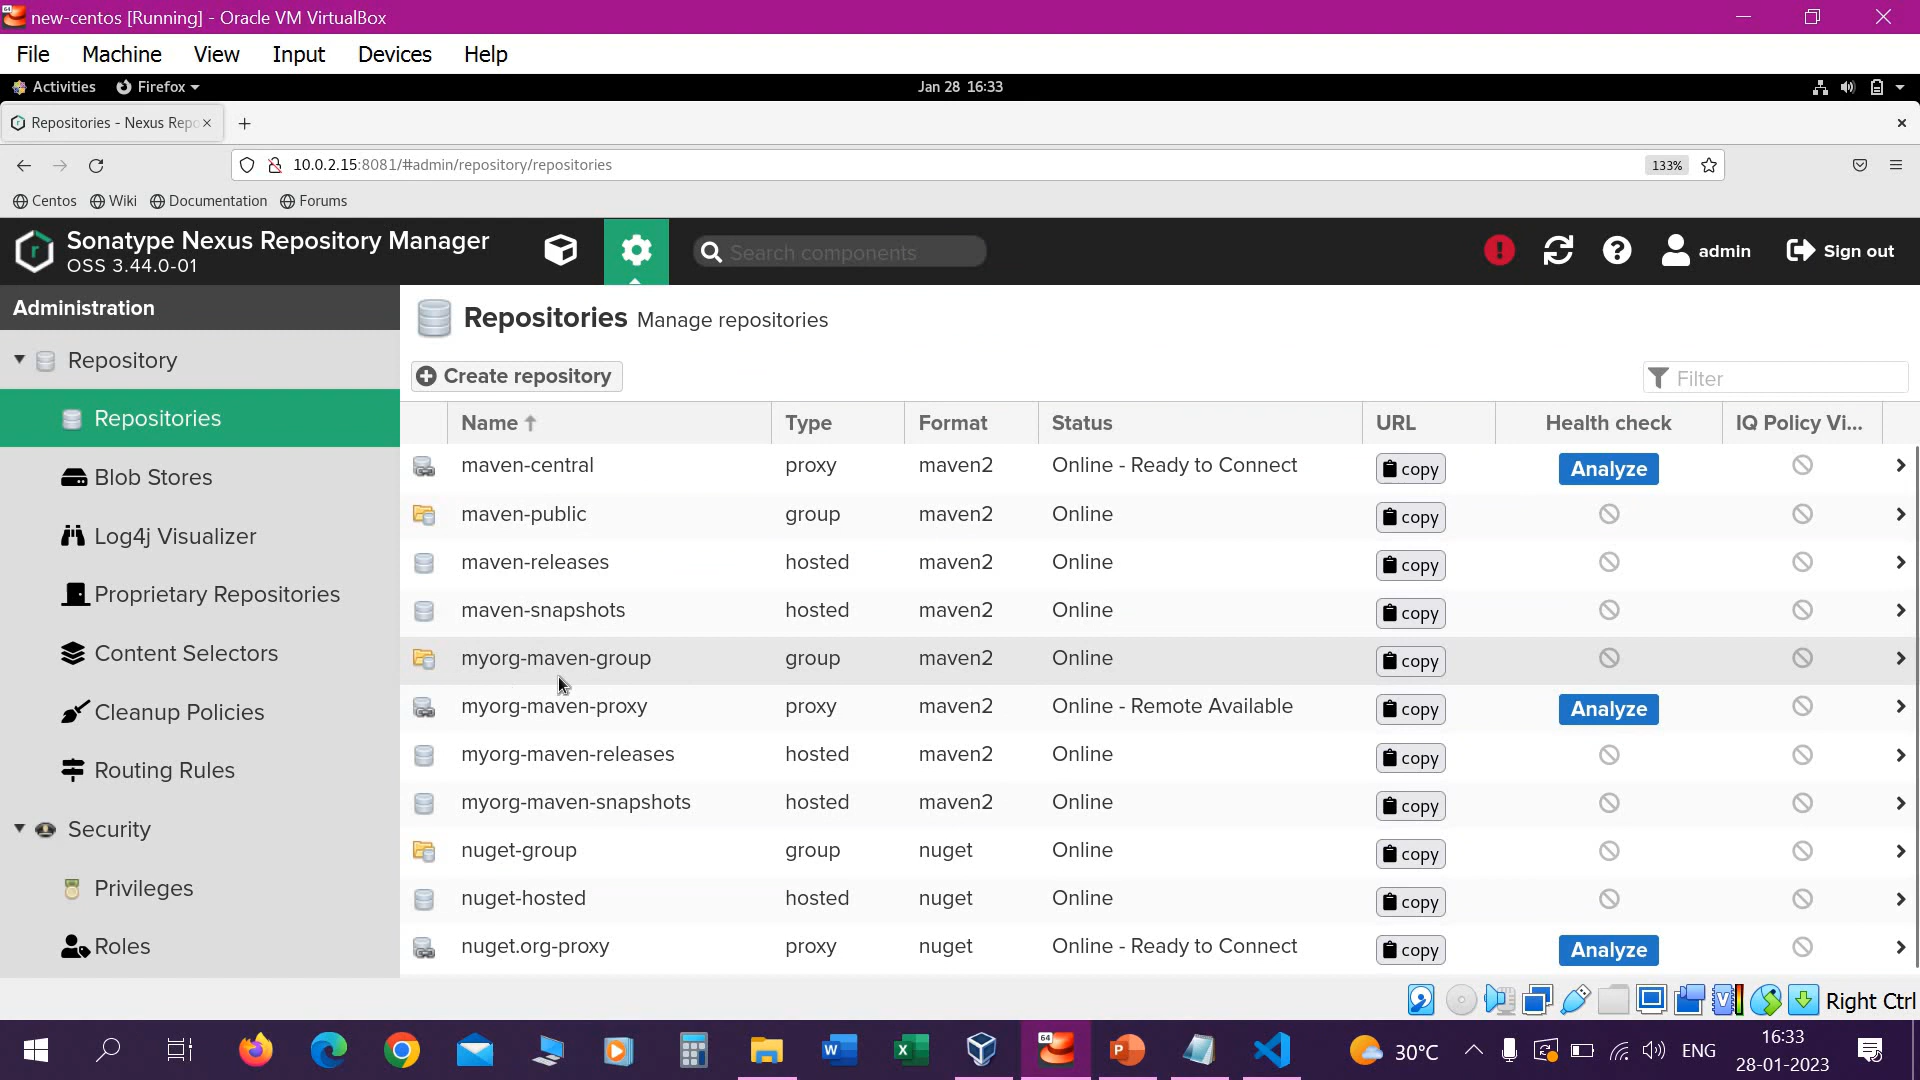 new-centos [Running] - Oracle VM VirtualBox
File Machine View Input Devices Help
Activities Firefox Jan 28 16:33
Repositories - Nexus Repo
10.0.2.15:8081/#admin/repository/repositories 133%
Centos Wiki Documentation Forums
Sonatype Nexus Repository Manager
OSS 3.44.0-01
Search components
admin Sign out
Administration
Repository
Repositories
Blob Stores
Log4j Visualizer
Proprietary Repositories
Content Selectors
Cleanup Policies
Routing Rules
Security
Privileges
Roles
Repositories Manage repositories
Create repository
Filter
Name Type Format Status URL Health check IQ Policy Vi...
maven-central proxy maven2 Online - Ready to Connect copy Analyze
maven-public group maven2 Online copy
maven-releases hosted maven2 Online copy
maven-snapshots hosted maven2 Online copy
myorg-maven-group group maven2 Online copy
myorg-maven-proxy proxy maven2 Online - Remote Available copy Analyze
myorg-maven-releases hosted maven2 Online copy
myorg-maven-snapshots hosted maven2 Online copy
nuget-group group nuget Online copy
nuget-hosted hosted nuget Online copy
nuget.org-proxy proxy nuget Online - Ready to Connect copy Analyze
Right Ctrl
30°C ENG
16:33
28-01-2023